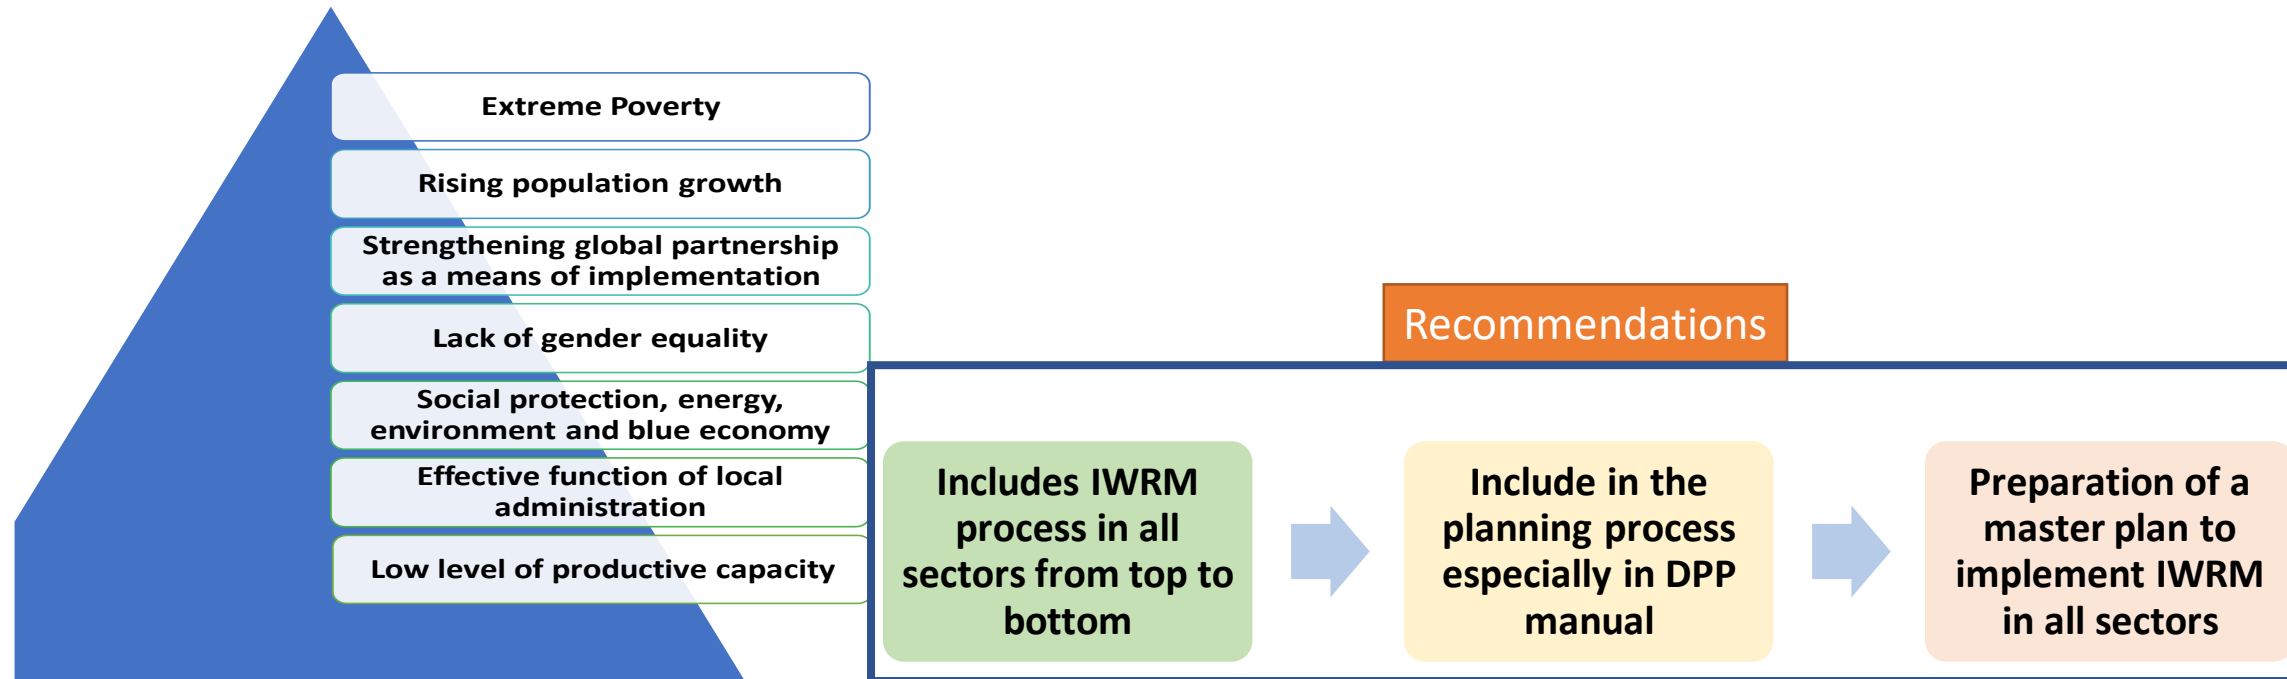 Extreme Poverty
Rising population growth
Strengthening global partnership
as a means of implementation
Lack of gender equality
Social protection, energy,
environment and blue economy
Effective function of local
administration
Low level of productive capacity
Recommendations
Includes IWRM
process in all
sectors from top to
bottom
Include in the
planning process
especially in DPP
manual
Preparation of a
master plan to
implement IWRM
in all sectors